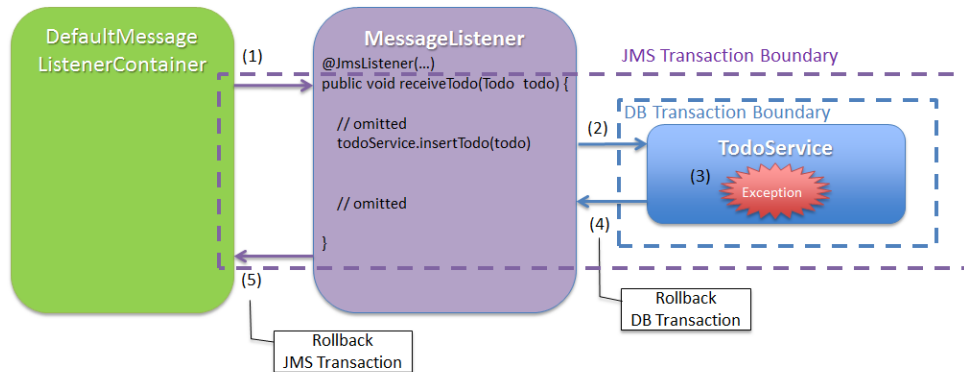 DefaultMessage
ListenerContainer
(1)
MessageListener
@JmsListener(...)
public void receiveTodo(Todo todo) {
// omitted
todoService.insertTodo(todo)
// omitted
}
JMS Transaction Boundary
(2)
DB Transaction Boundary
TodoService
(3)
Exception
(4)
(5)
Rollback
DB Transaction
Rollback
JMS Transaction